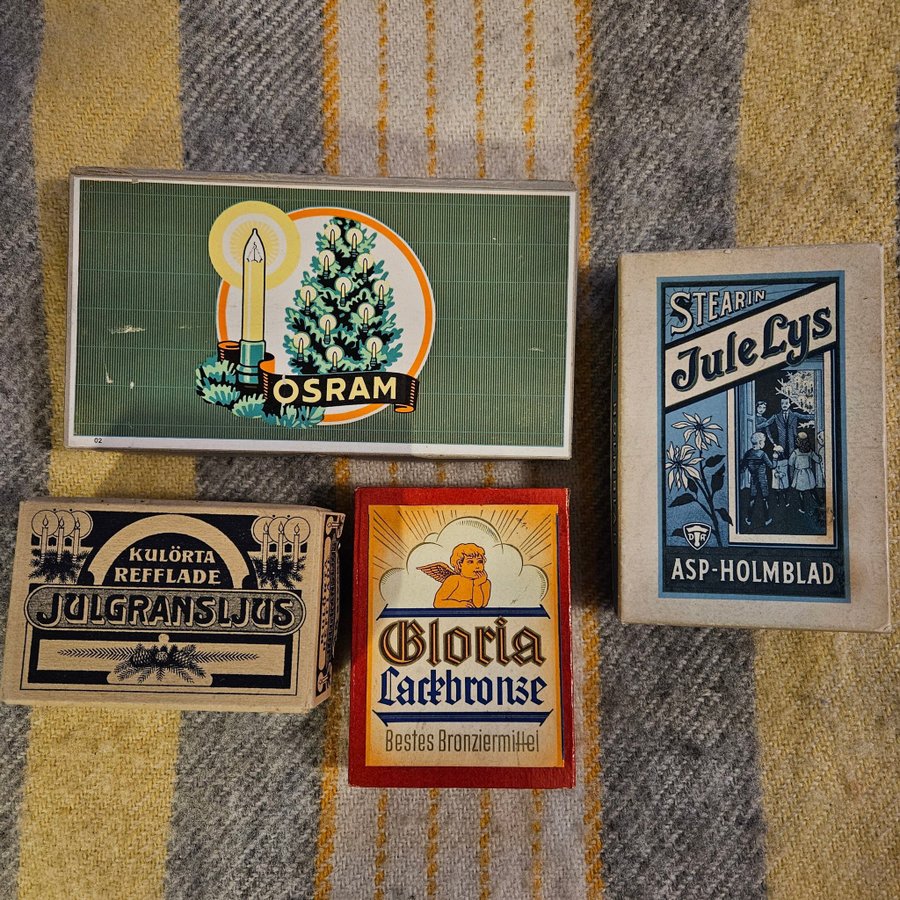 OSRAM
02
STEARIN
Jule Lys
ASP-HOLMBLAD
KULÖRTA
REFFLADE
JULGRANSLJUS
Gloria
Lackbronze
Bestes Bronziermittel